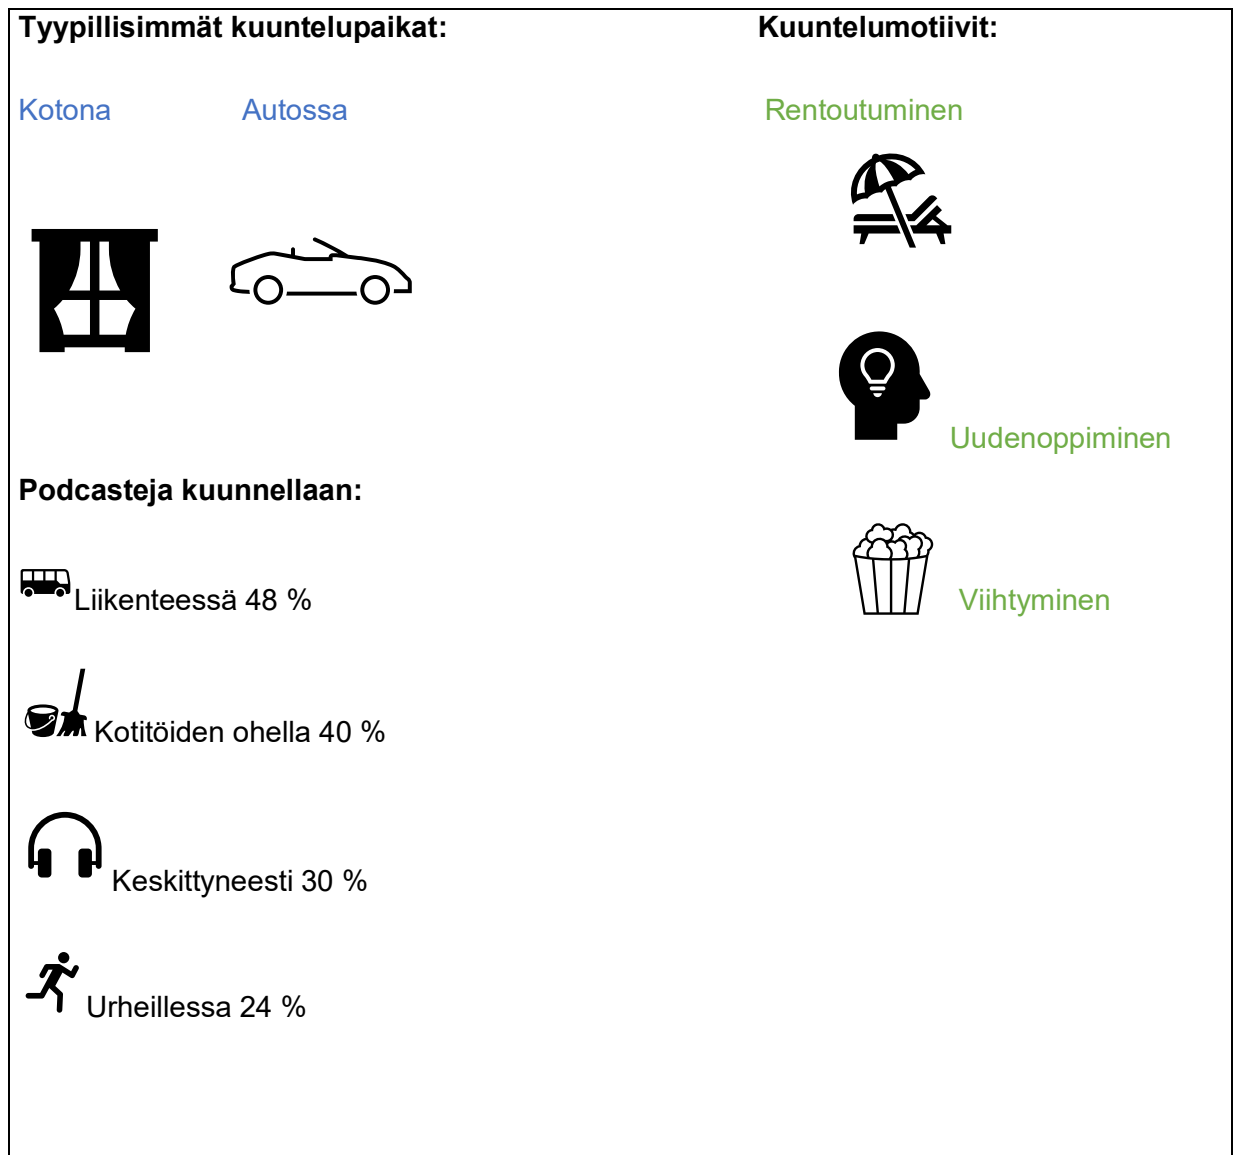 Tyypillisimmät kuuntelupaikat:
Kotona
Autossa
Podcasteja kuunnellaan:
Liikenteessä 48 %
Kotitöiden ohella 40 %
Keskittyneesti 30 %
Urheillessa 24 %
Kuuntelumotiivit:
Rentoutuminen
Uudenoppiminen
Viihtyminen